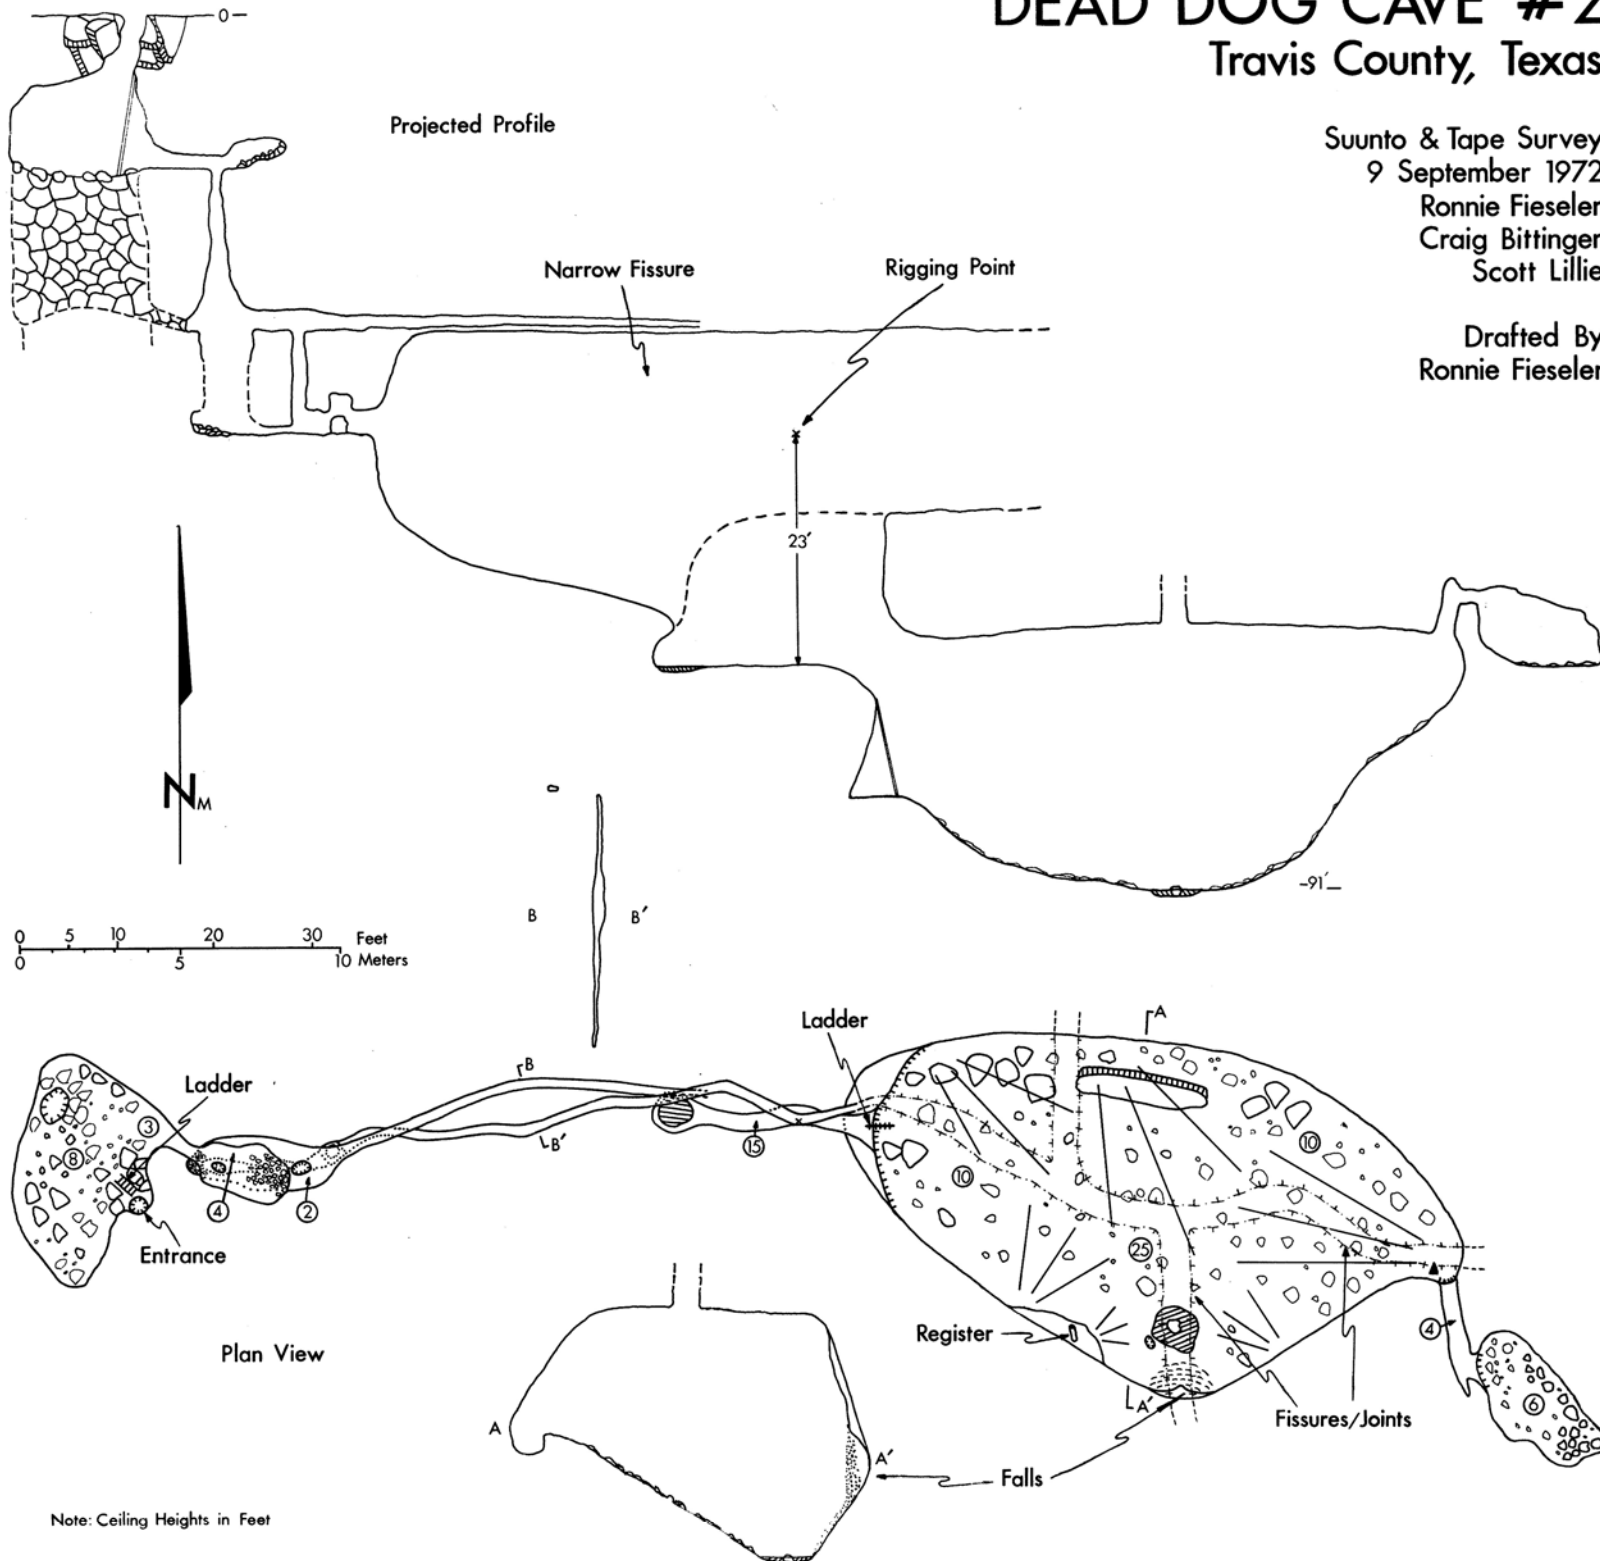 DEAD DOG CAVE #2
Travis County, Texas
Suunto & Tape Survey
9 September 1972
Ronnie Fieseler
Craig Bittinger
Scott Lillie
Drafted By
Ronnie Fieseler
0
Projected Profile
Narrow Fissure
Rigging Point
23'
-91'
N M
B B'
0 5 10 20 30 Feet
0 5 10 Meters
Ladder
A
B
Ladder
3
8
B'
15
10
10
4
2
Entrance
25
Register
4
Plan View
A'
Fissures/Joints
6
A
A'
Falls
Note: Ceiling Heights in Feet